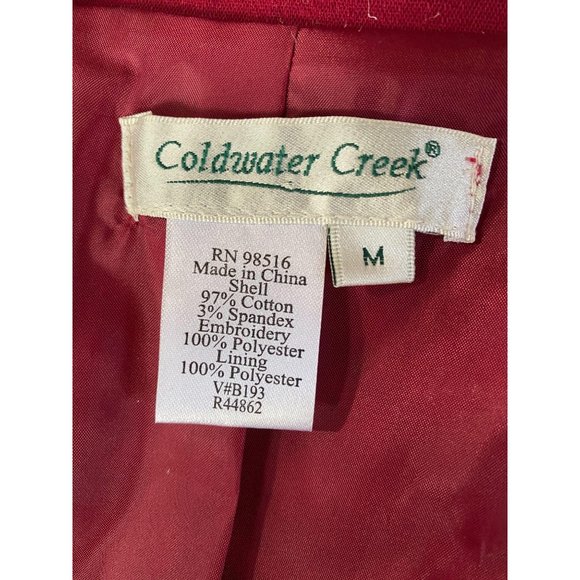 Coldwater Creek®
M
RN 98516
Made in China
Shell
97% Cotton
3% Spandex
Embroidery
100% Polyester
Lining
100% Polyester
V#B193
R44862